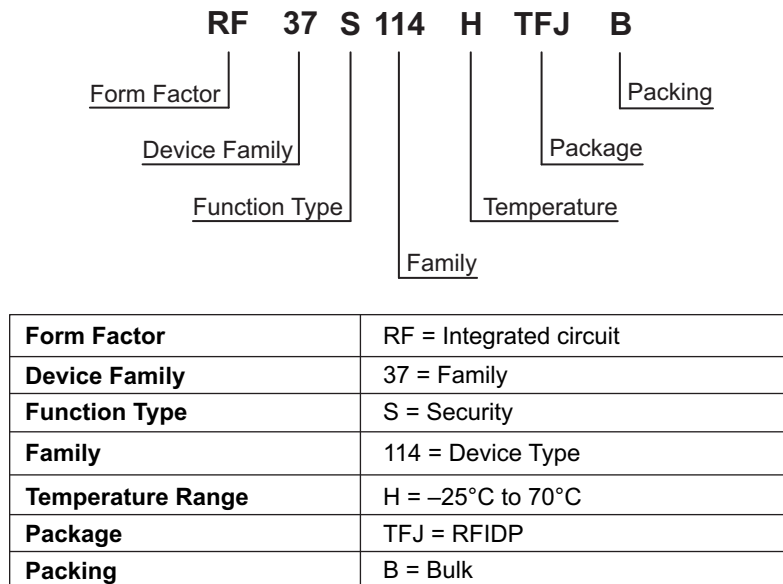 RF 37 S 114 H TFJ B
Form Factor
Packing
Device Family
Package
Function Type
Temperature
Family
Form Factor RF = Integrated circuit
Device Family 37 = Family
Function Type S = Security
Family 114 = Device Type
Temperature Range H = –25°C to 70°C
Package TFJ = RFIDP
Packing B = Bulk